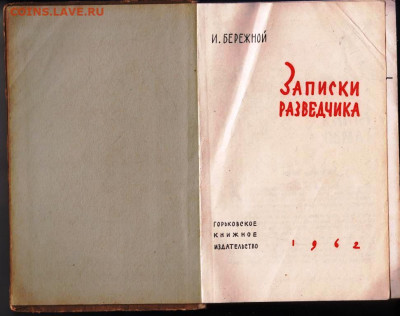 COINS.LAVE.RU
И. БЕРЕЖНОЙ
ЗАПИСКИ
РАЗВЕДЧИКА
ГОРЬКОВСКОЕ
КНИЖНОЕ
ИЗДАТЕЛЬСТВО
1962